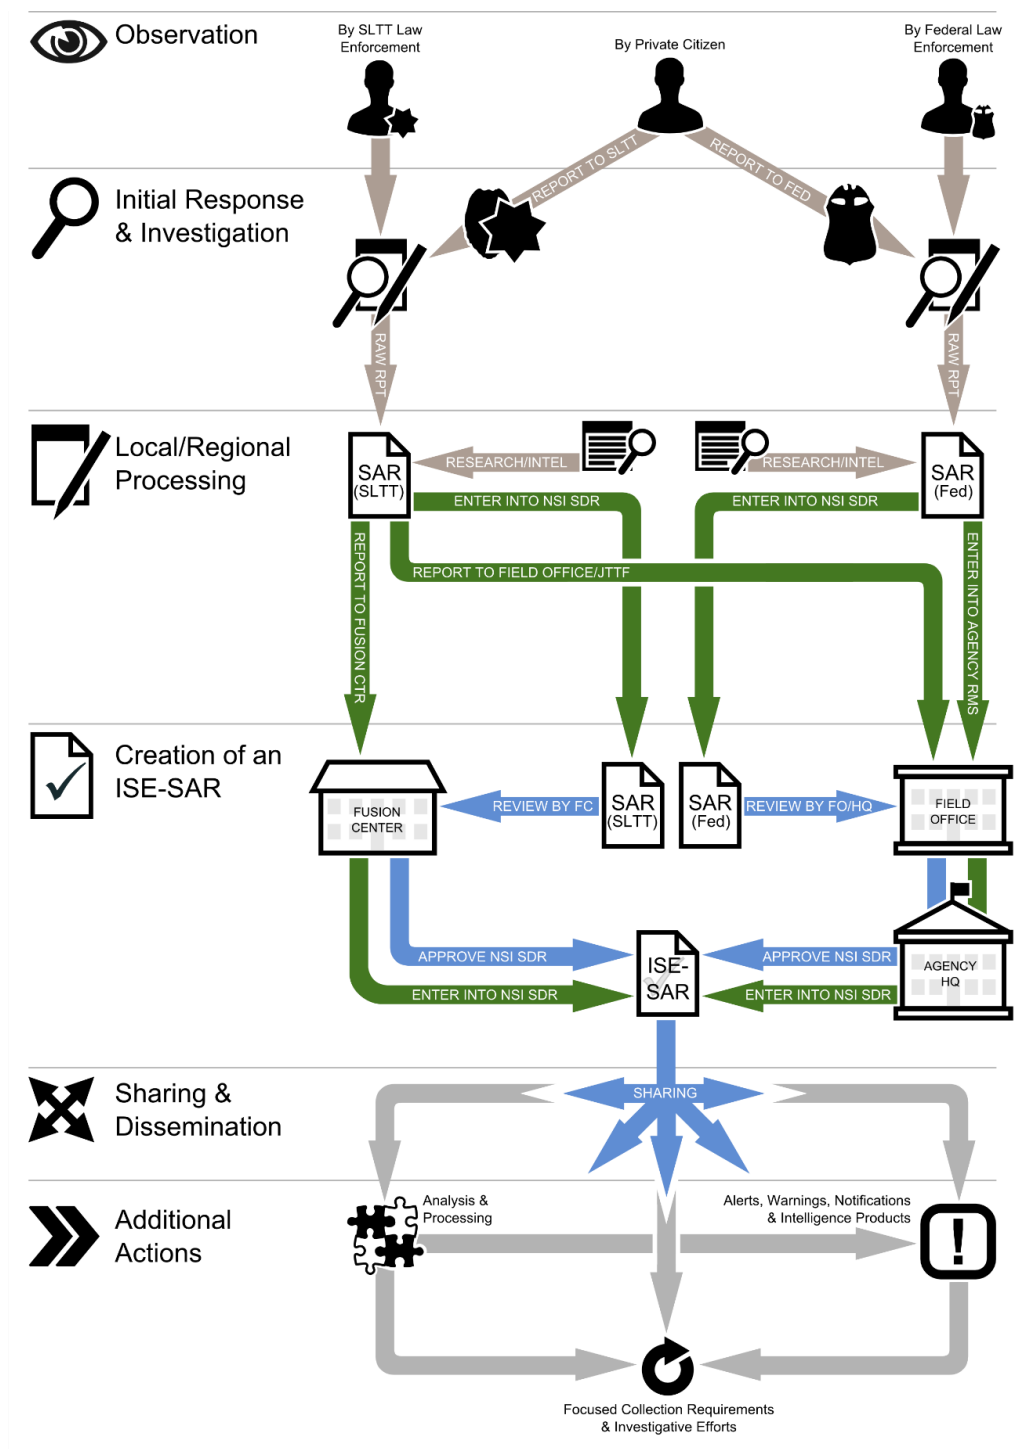 Observation
By SLTT Law
Enforcement
By Private Citizen
By Federal Law
Enforcement
REPORT TO SLTT
REPORT TO FED
Initial Response
& Investigation
RAW RPT
RAW RPT
Local/Regional
Processing
SAR
(SLTT)
RESEARCH/INTEL
RESEARCH/INTEL
SAR
(Fed)
ENTER INTO NSI SDR
ENTER INTO NSI SDR
REPORT TO FUSION CTR
REPORT TO FIELD OFFICE/JTTF
ENTER INTO AGENCY RMS
Creation of an
ISE-SAR
FUSION
CENTER
REVIEW BY FC
SAR
(SLTT)
SAR
(Fed)
REVIEW BY FO/HQ
FIELD
OFFICE
APPROVE NSI SDR
ISE-
SAR
APPROVE NSI SDR
AGENCY
HQ
ENTER INTO NSI SDR
ENTER INTO NSI SDR
Sharing &
Dissemination
SHARING
Additional
Actions
Analysis &
Processing
Alerts, Warnings, Notifications
& Intelligence Products
!
Focused Collection Requirements
& Investigative Efforts